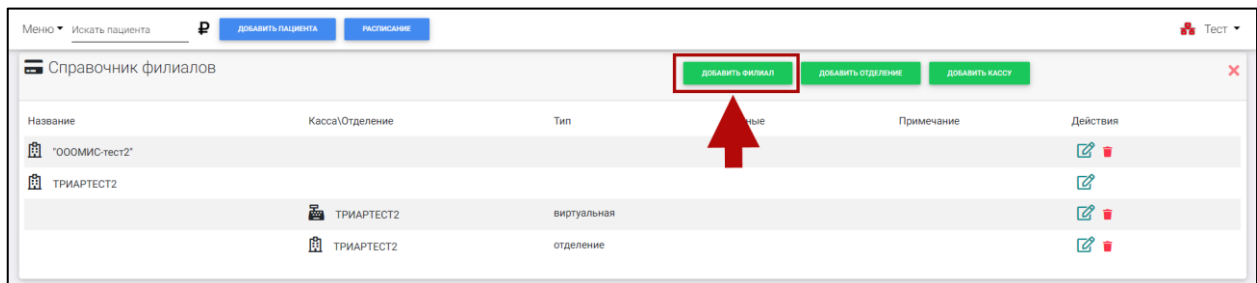 Меню Искать пациента ₽ ДОБАВИТЬ ПАЦИЕНТА РАСПИСАНИЕ Тест
Справочник филиалов ДОБАВИТЬ ФИЛИАЛ ДОБАВИТЬ ОТДЕЛЕНИЕ ДОБАВИТЬ КАССУ
Название Касса\Отделение Тип ные Примечание Действия
"ОООМИС-тест2"
ТРИАРТЕСТ2
ТРИАРТЕСТ2 виртуальная
ТРИАРТЕСТ2 отделение